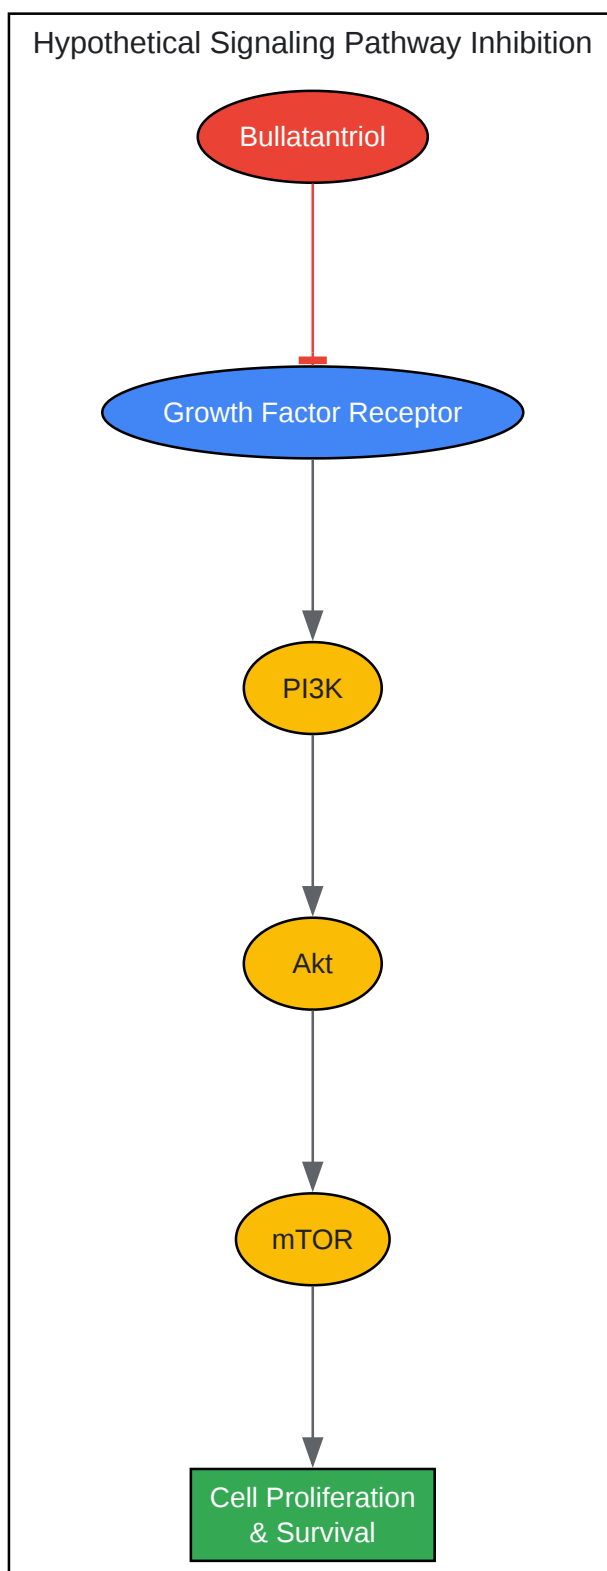 Hypothetical Signaling Pathway Inhibition
Bullatantriol
Growth Factor Receptor
PI3K
Akt
mTOR
Cell Proliferation
& Survival